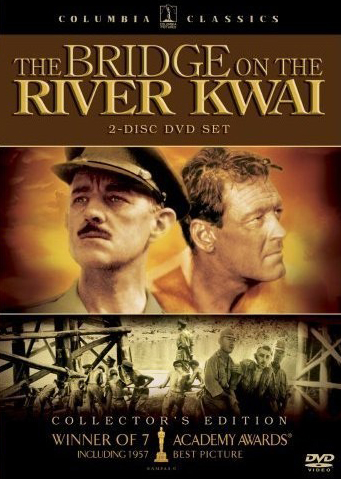 COLUMBIA CLASSICS
THE BRIDGE ON THE
RIVER KWAI
2-DISC DVD SET
COLLECTOR'S EDITION
WINNER OF 7 ACADEMY AWARDS®
INCLUDING 1957 BEST PICTURE
DVD
VIDEO